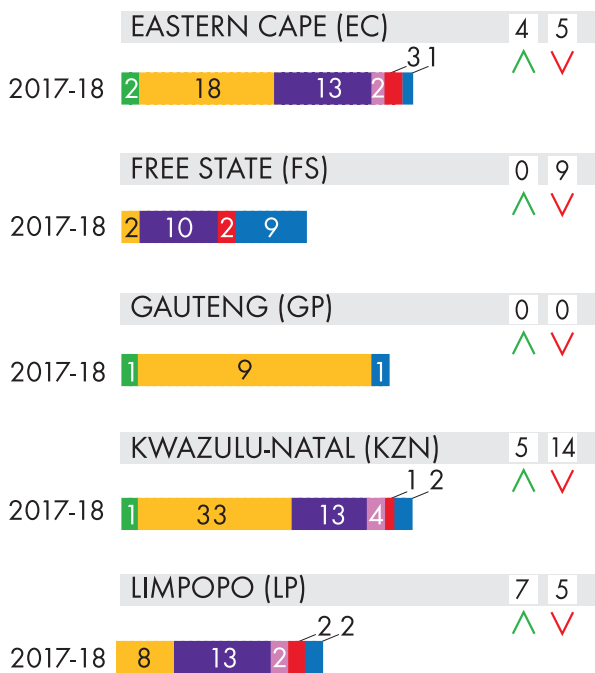 EASTERN CAPE (EC) 4 5
3 1
2017-18 2 18 13 2
FREE STATE (FS) 0 9
2017-18 2 10 2 9
GAUTENG (GP) 0 0
2017-18 1 9 1
KWAZULU-NATAL (KZN) 5 14
1 2
2017-18 1 33 13 4
LIMPOPO (LP) 7 5
2 2
2017-18 8 13 2